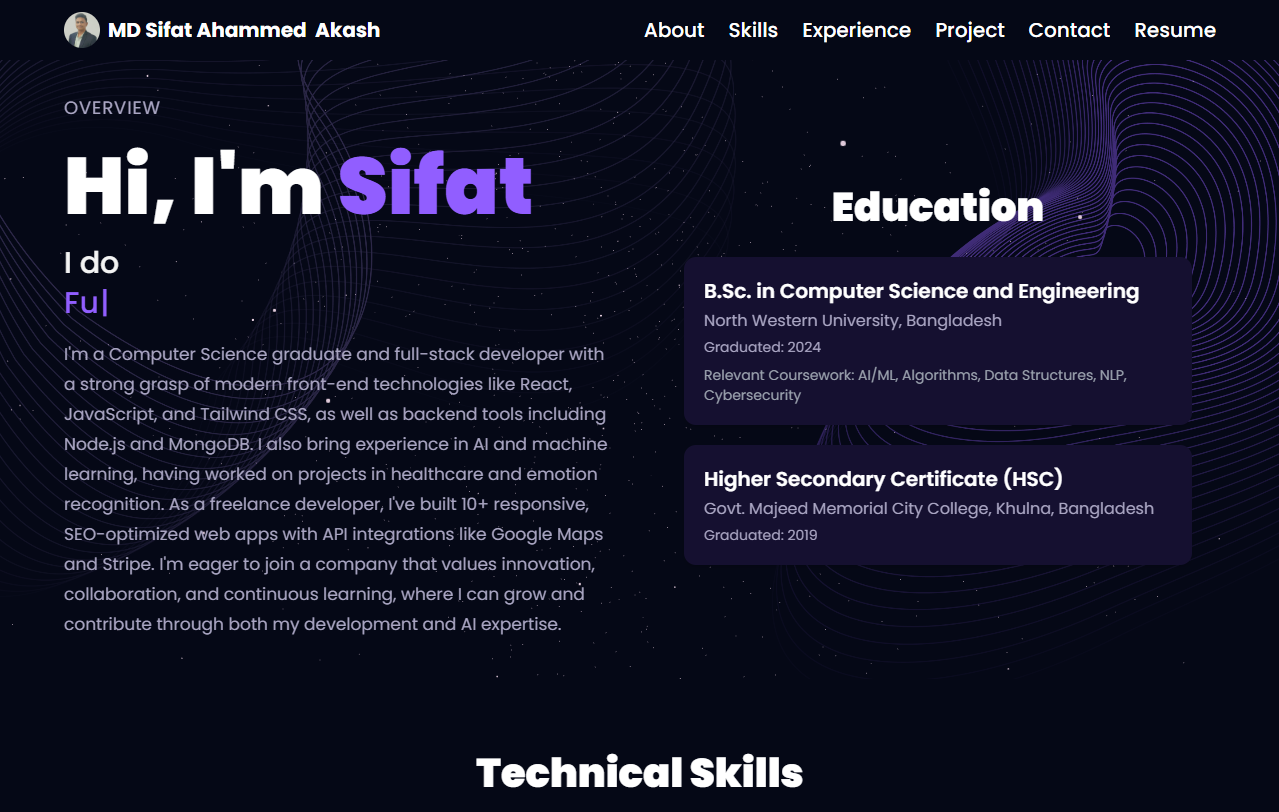 MD Sifat Ahammed Akash
About Skills Experience Project Contact Resume
OVERVIEW
Hi, I'm Sifat
I do
Fu|
I'm a Computer Science graduate and full-stack developer with
a strong grasp of modern front-end technologies like React,
JavaScript, and Tailwind CSS, as well as backend tools including
Node.js and MongoDB. I also bring experience in AI and machine
learning, having worked on projects in healthcare and emotion
recognition. As a freelance developer, I've built 10+ responsive,
SEO-optimized web apps with API integrations like Google Maps
and Stripe. I'm eager to join a company that values innovation,
collaboration, and continuous learning, where I can grow and
contribute through both my development and AI expertise.
Education
B.Sc. in Computer Science and Engineering
North Western University, Bangladesh
Graduated: 2024
Relevant Coursework: AI/ML, Algorithms, Data Structures, NLP,
Cybersecurity
Higher Secondary Certificate (HSC)
Govt. Majeed Memorial City College, Khulna, Bangladesh
Graduated: 2019
Technical Skills